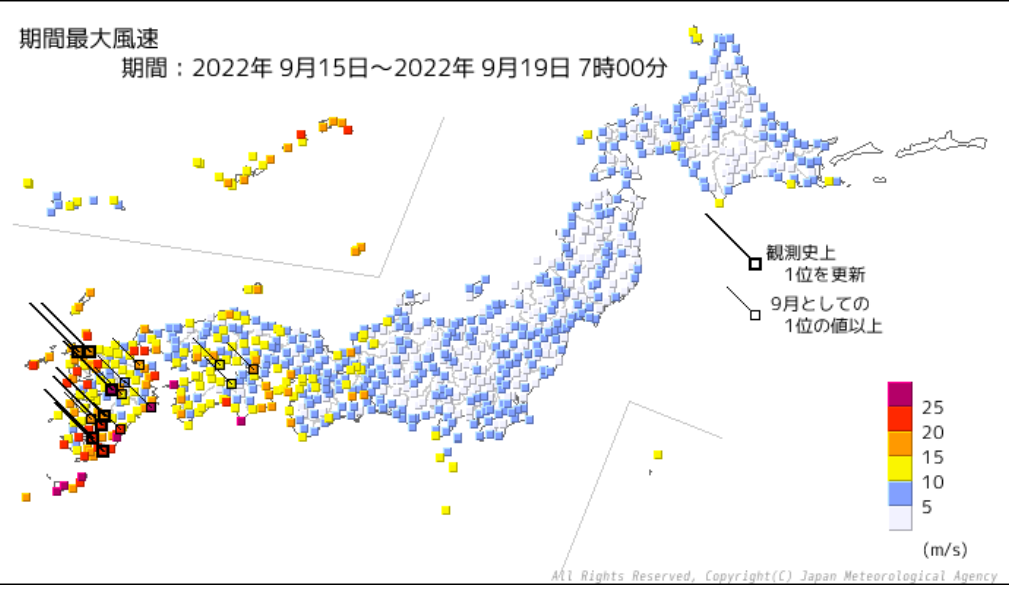 期間最大風速
期間：2022年 9月15日～2022年 9月19日 7時00分
観測史上
1位を更新
9月としての
1位の値以上
25
20
15
10
5
(m/s)
All Rights Reserved, Copyright(C) Japan Meteorological Agency